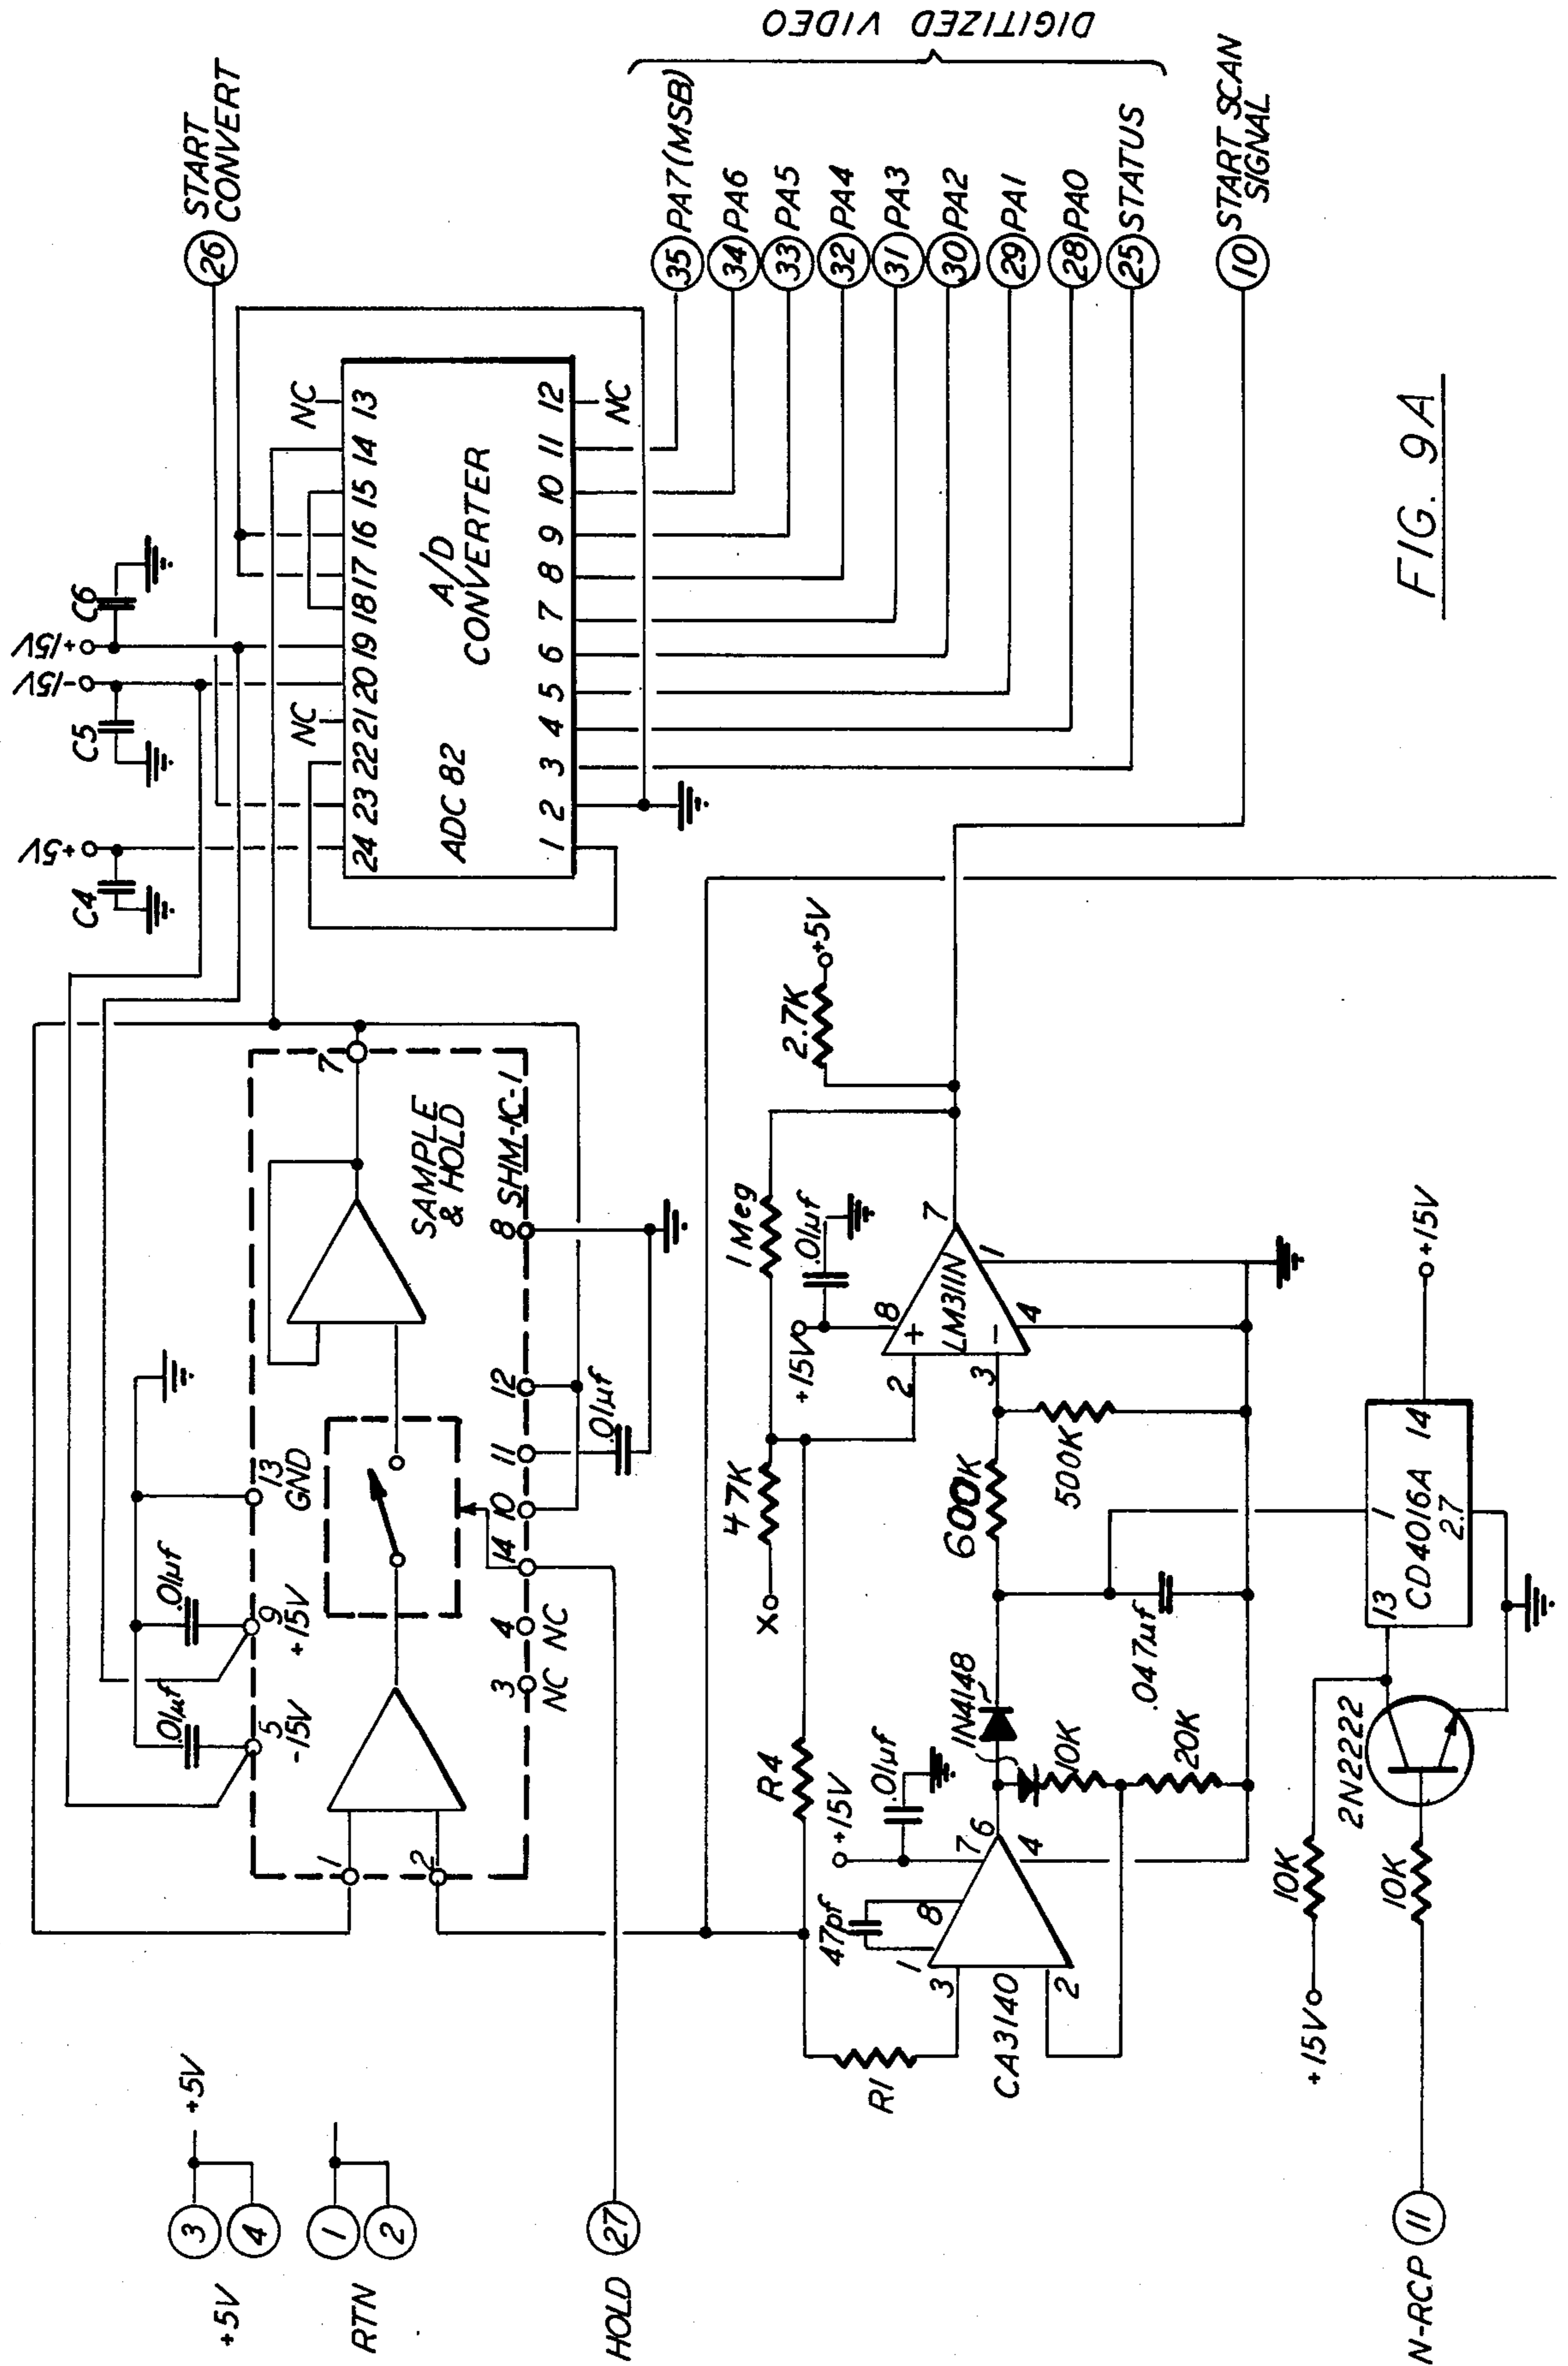 +5V
3
4
+5V
RTN
1
2
HOLD
27
N-RCP
11
5
-15V
.01µf
9
+15V
.01µf
13
GND
1
2
3
NC
4
NC
14
10
11
12
.01µf
8
SHM-IC-1
SAMPLE
& HOLD
7
C4
+5V
C5
-15V
+15V
C6
24
23
22
21
20
19
18
17
16
15
14
13
NC
NC
ADC 82
A/D
CONVERTER
1
2
3
4
5
6
7
8
9
10
11
12
NC
26
START
CONVERT
35
PA7(MSB)
34
PA6
33
PA5
32
PA4
31
PA3
30
PA2
29
PA1
28
PA0
25
STATUS
DIGITIZED VIDEO
10
START SCAN
SIGNAL
R1
R4
X
47K
1 Meg
2.7K
+5V
CA3140
3
2
1
8
47pf
7
6
4
+15V
.01µf
1N4148
10K
20K
.047µf
600K
500K
+15V
.01µf
2
3
8
+
−
LM311N
7
1
4
+15V
10K
10K
2N2222
13
1
CD4016A
2.7
14
+15V
FIG. 9A